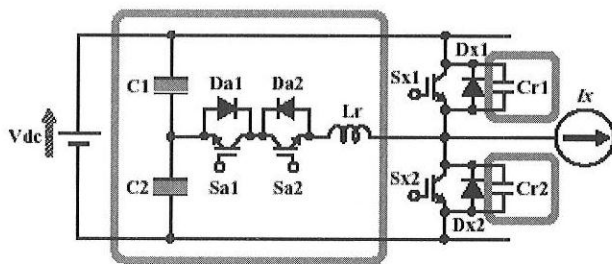 Dx1
C1
Da1
Da2
Sx1
Cr1
Lr
Ix
Vdc
C2
Sa1
Sa2
Sx2
Cr2
Dx2